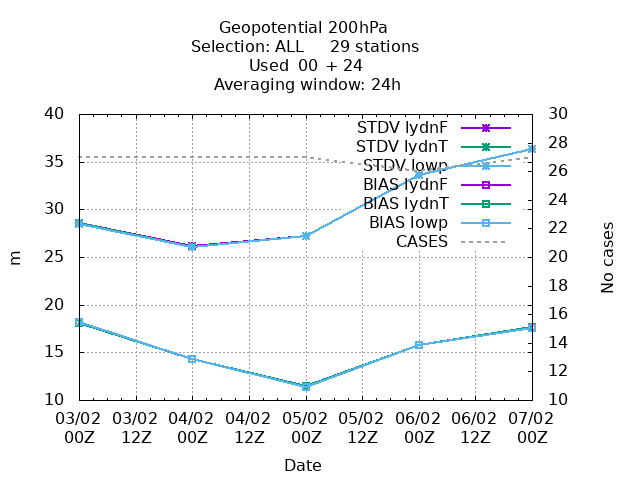 Geopotential 200hPa
Selection: ALL     29 stations
Used  00  + 24
Averaging window: 24h
40
35
30
25
20
15
10
m
30
28
26
24
22
20
18
16
14
12
10
No cases
STDV lydnF
STDV lydnT
STDV lowp
BIAS lydnF
BIAS lydnT
BIAS lowp
CASES
03/02 03/02 04/02 04/02 05/02 05/02 06/02 06/02 07/02
00Z 12Z 00Z 12Z 00Z 12Z 00Z 12Z 00Z
Date